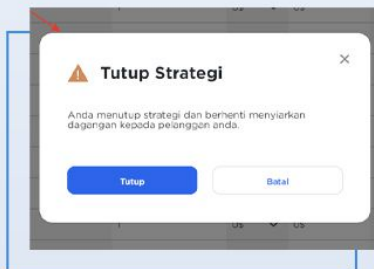 Tutup Strategi
Anda menutup strategi dan berhenti menyiarkan
dagangan kepada pelanggan anda.
Tutup
Batal